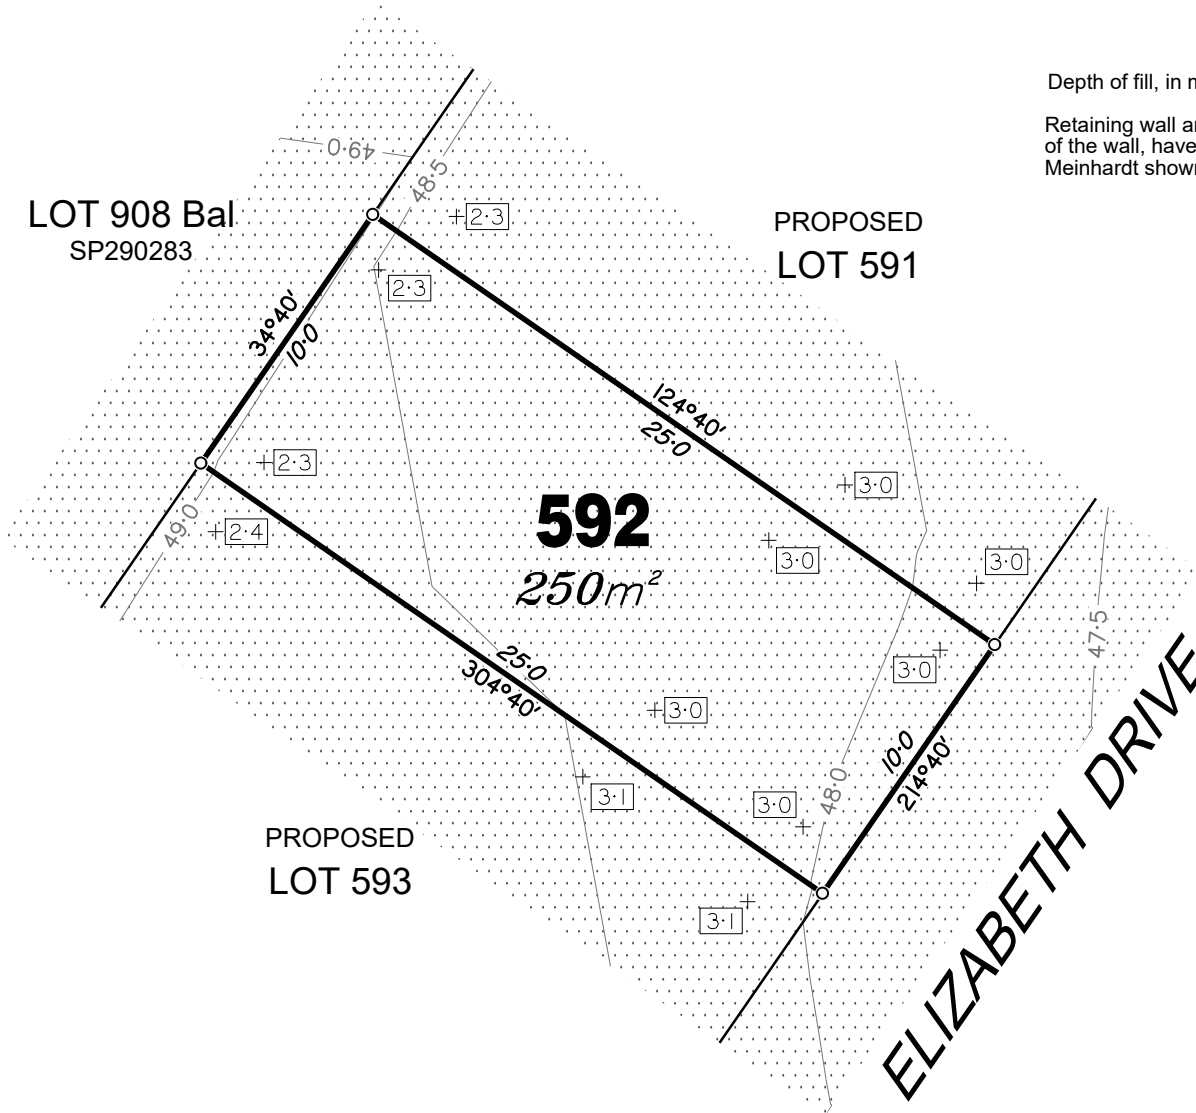 Depth of fill, in
Retaining wall
of the wall, have
Meinhardt shown
49·0
48·5
LOT 908 Bal
SP290283
2·3
PROPOSED
LOT 591
2·3
34°40'
10·0
124°40'
25·0
2·3
49·0
2·4
592
250m²
3·0
3·0
3·0
47·5
25·0
304°40'
3·0
3·0
10·0
214°40'
48·0
3·1
3·0
PROPOSED
LOT 593
3·1
ELIZABETH DRIVE